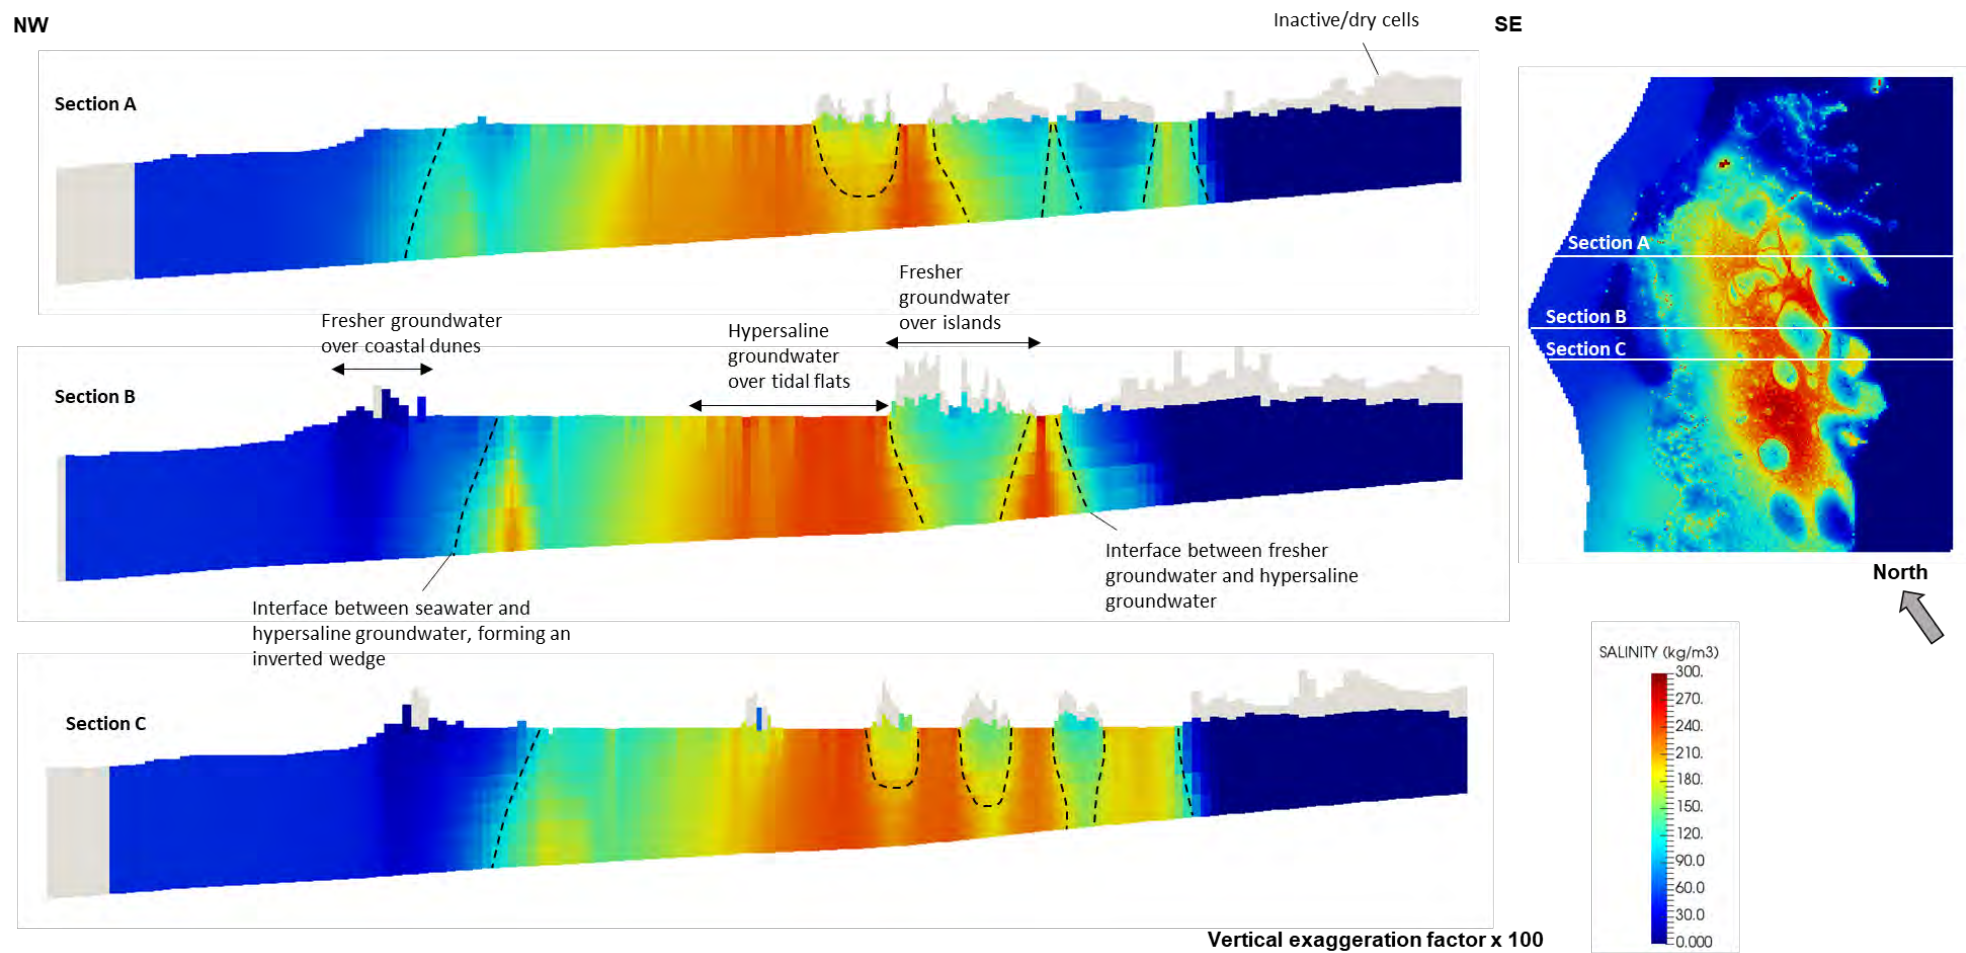 NW
Inactive/dry cells
SE
Section A
Fresher
groundwater
over islands
Fresher groundwater
over coastal dunes
Hypersaline
groundwater
over tidal flats
Section B
Interface between fresher
groundwater and hypersaline
groundwater
Interface between seawater and
hypersaline groundwater, forming an
inverted wedge
Section C
Vertical exaggeration factor x 100
Section A
Section B
Section C
North
SALINITY (kg/m3)
300.
270.
240.
210.
180.
150.
120.
90.0
60.0
30.0
0.000